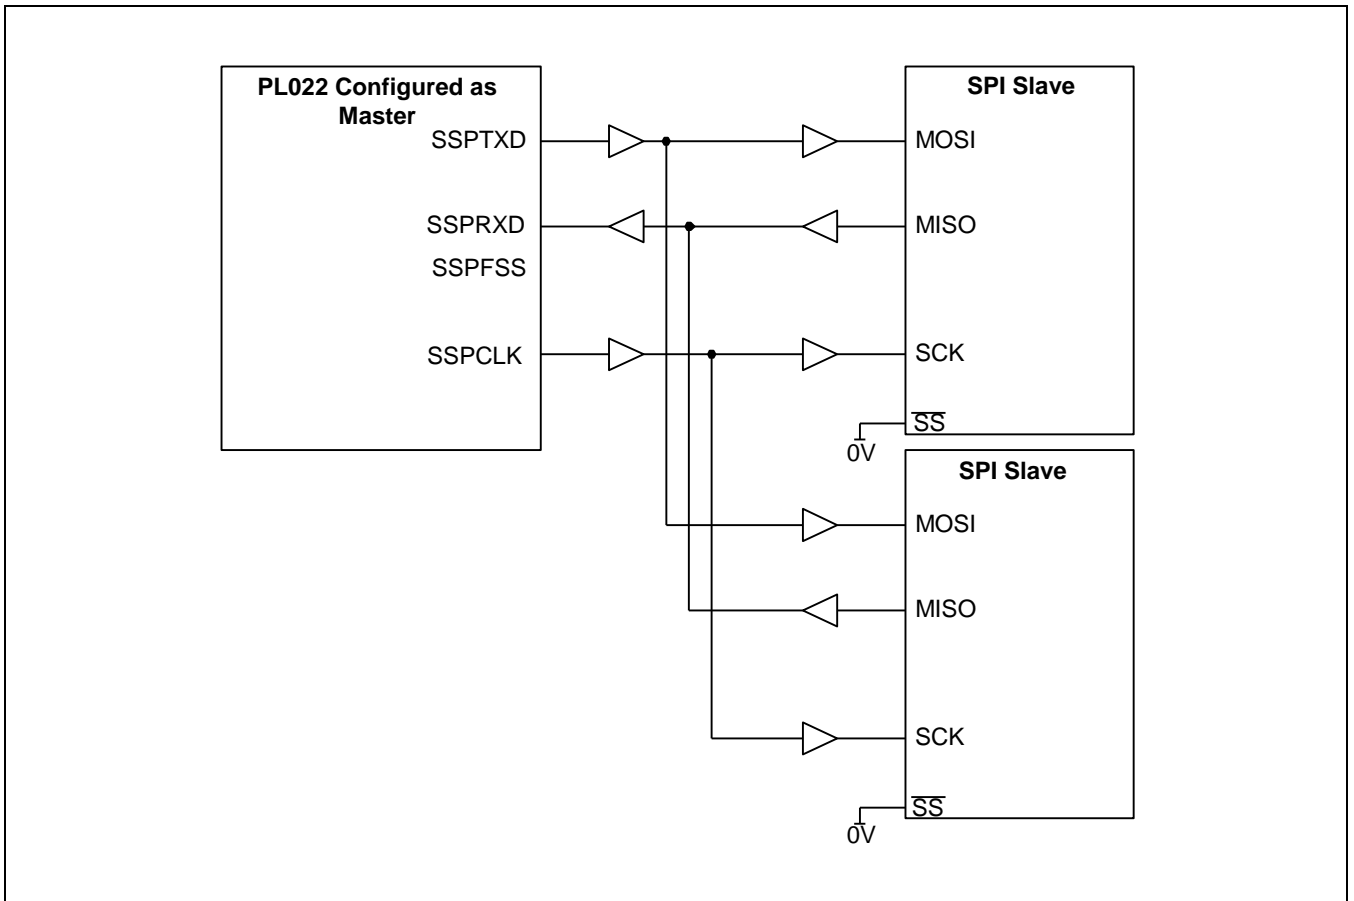 PL022 Configured as
Master
SSPTXD
SSPRXD
SSPFSS
SSPCLK
SPI Slave
MOSI
MISO
SCK
SS
0V
SPI Slave
MOSI
MISO
SCK
SS
0V